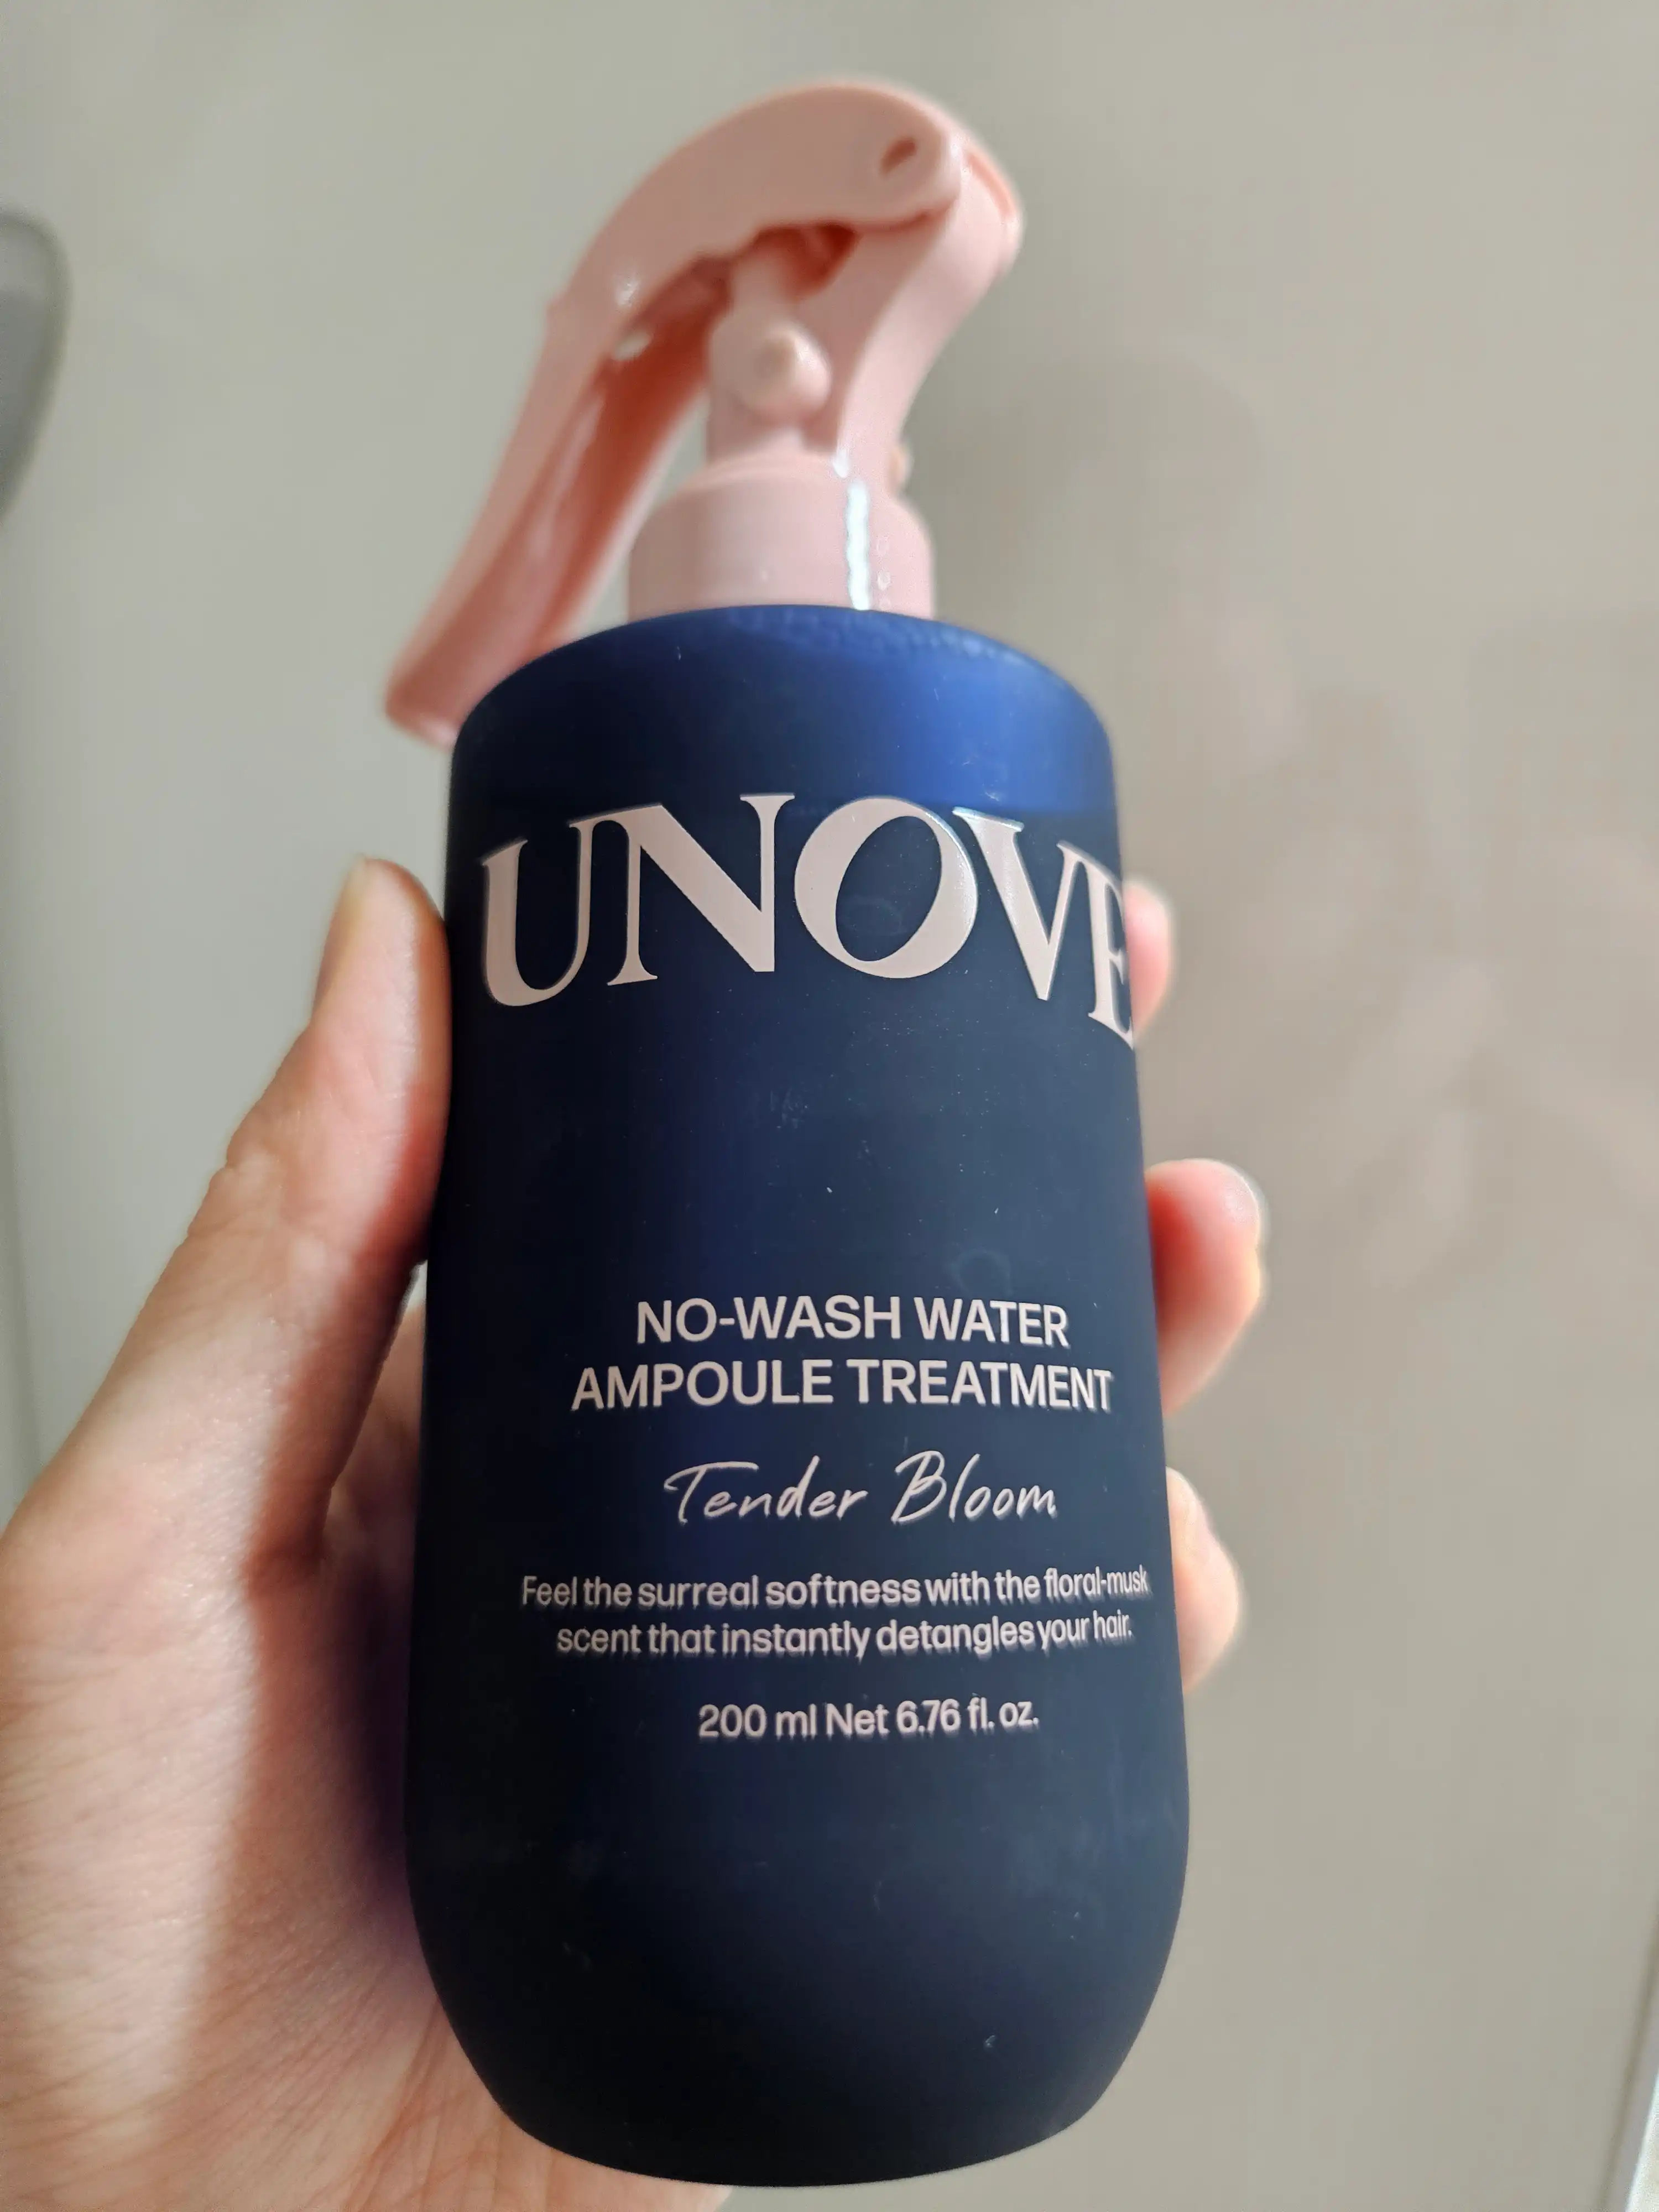 UNOVE
NO-WASH WATER
AMPOULE TREATMENT
Tender Bloom
Feel the surreal softness with the floral-musk
scent that instantly detangles your hair.
200 ml Net 6.76 fl. oz.